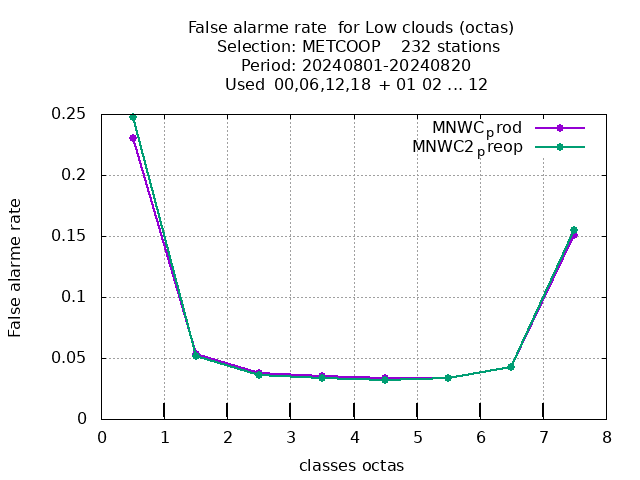 False alarme rate  for Low clouds (octas)
Selection: METCOOP    232 stations
Period: 20240801-20240820
Used  00,06,12,18 + 01 02 ... 12
MNWCprod
MNWC2preop
0.25
0.2
0.15
0.1
0.05
0
False alarme rate
0 1 2 3 4 5 6 7 8
classes octas